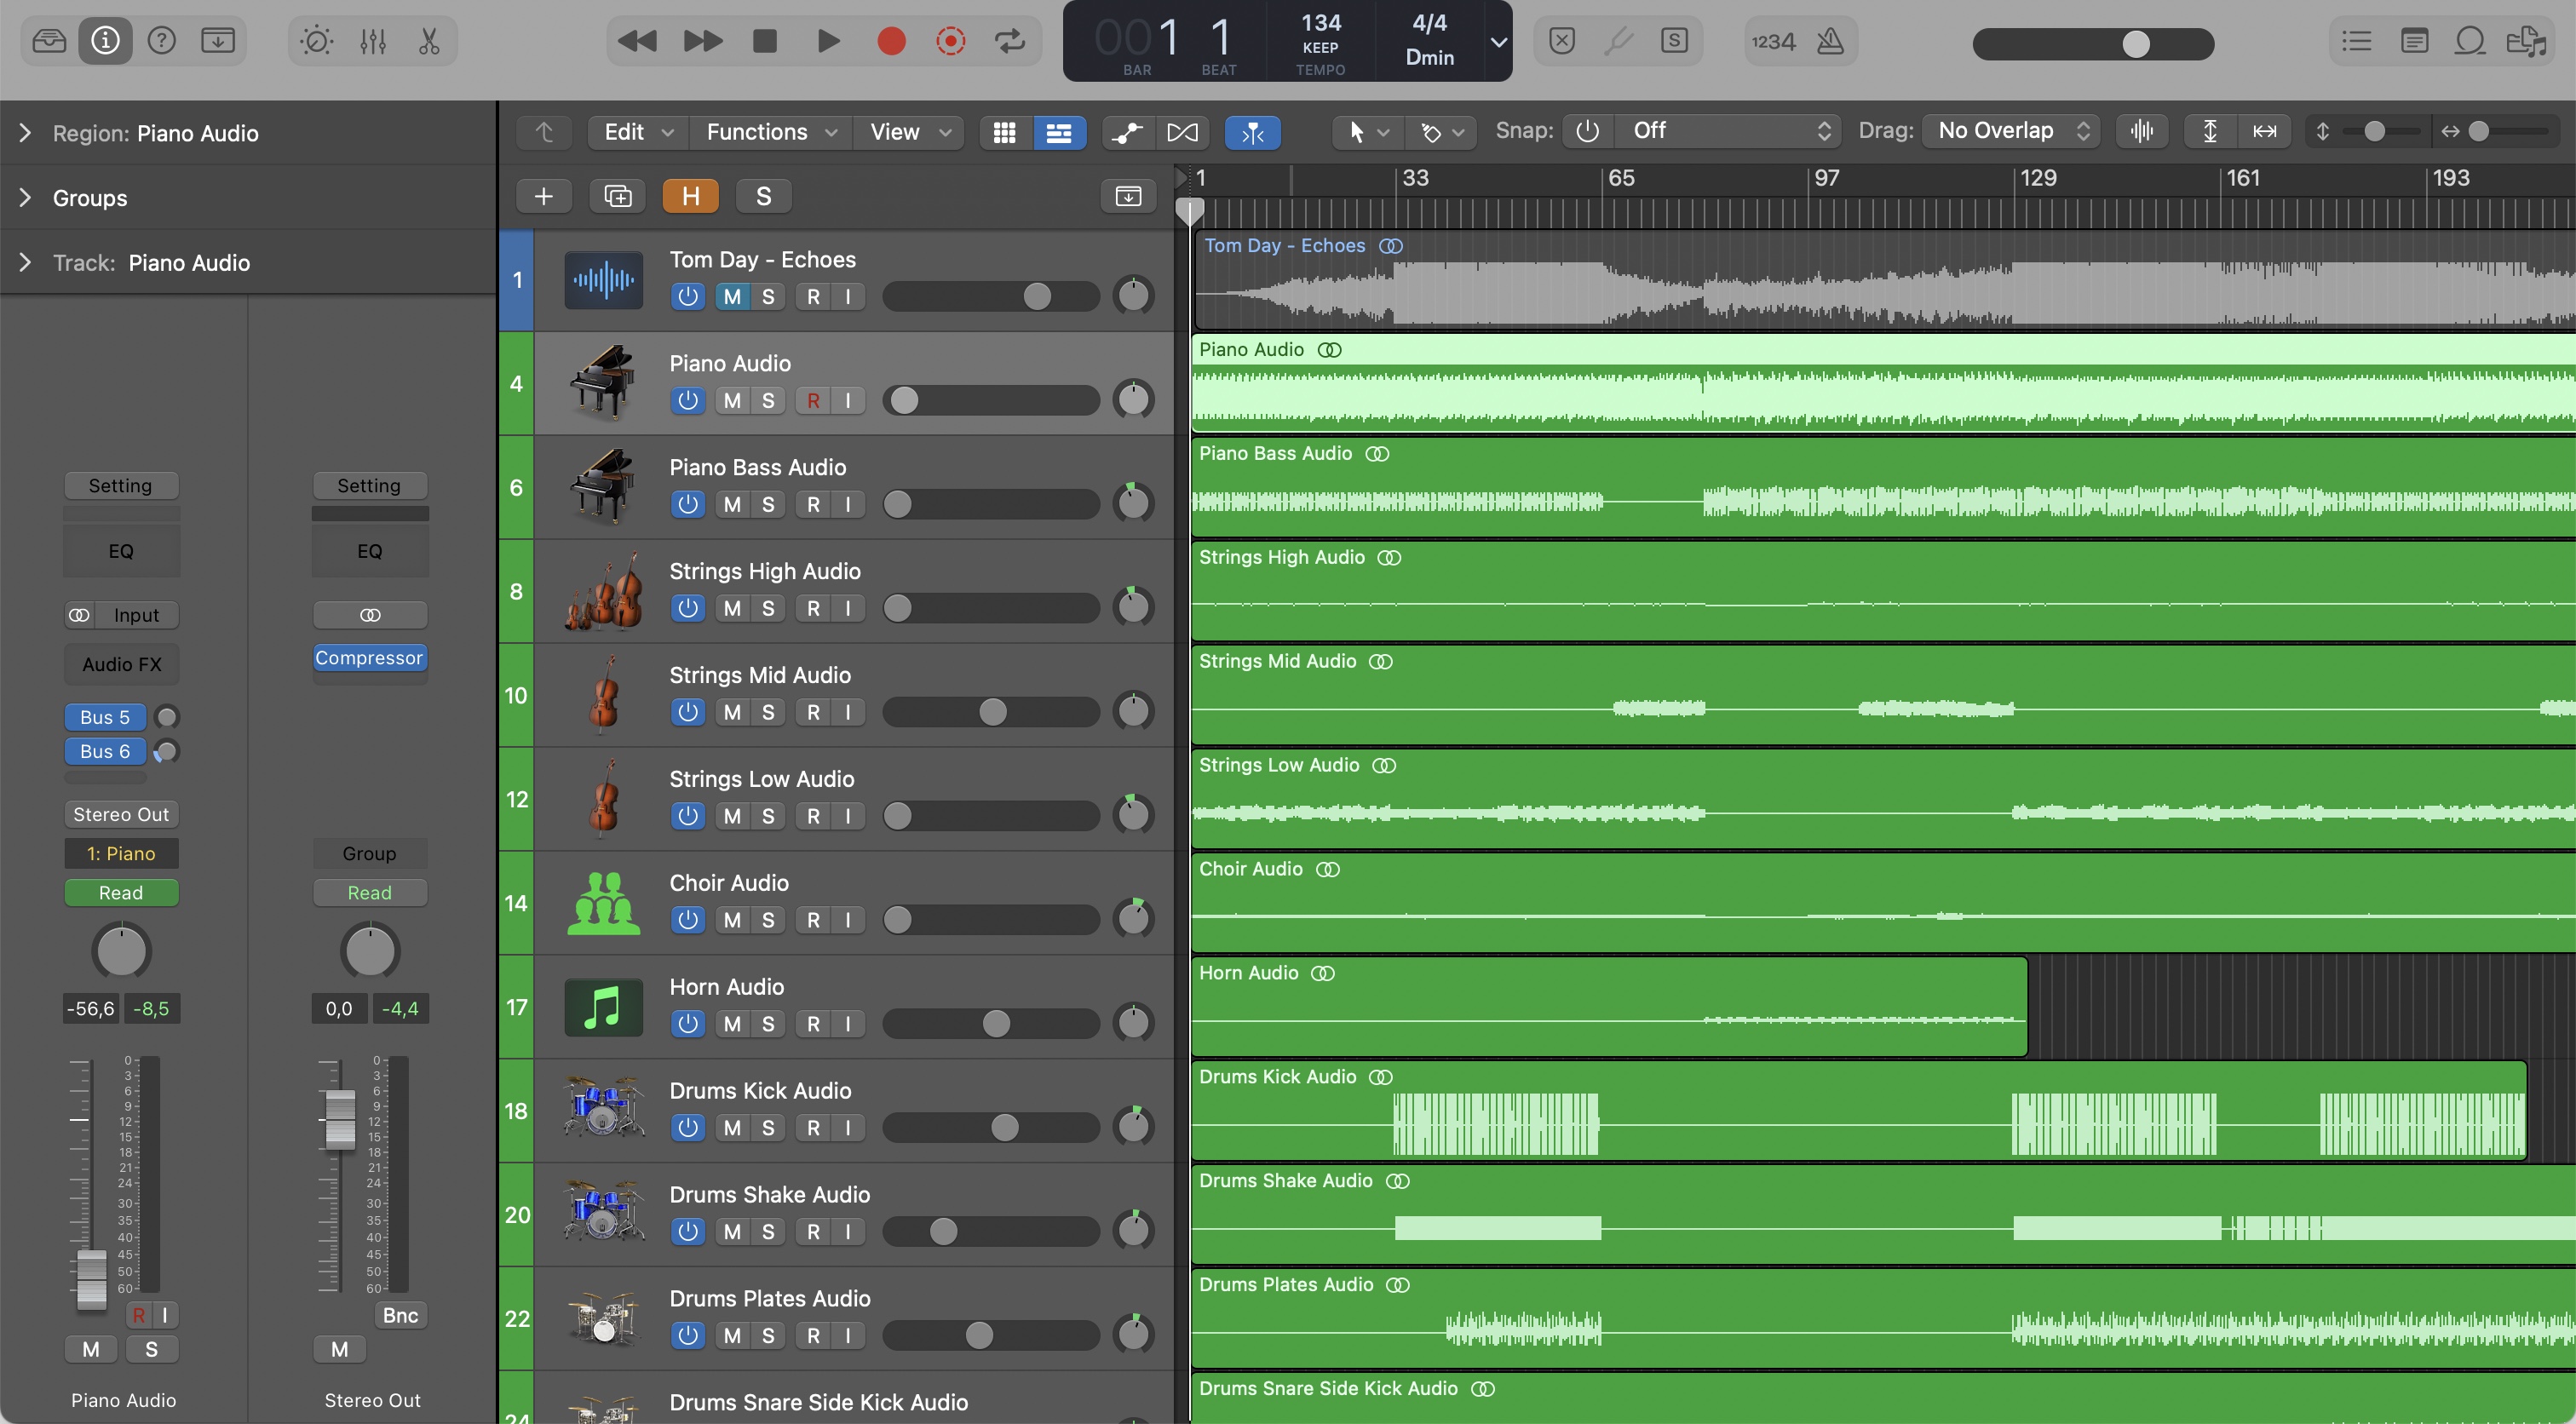 001 1 134 4/4
KEEP Dmin
BAR BEAT TEMPO
S
1234
Region: Piano Audio
Groups
Track: Piano Audio
Edit Functions View
Snap: Off Drag: No Overlap
+ H S
1 33 65 97 129 161 193
1 Tom Day - Echoes
M S R I
Tom Day - Echoes
4 Piano Audio
M S R I
Piano Audio
6 Piano Bass Audio
M S R I
Piano Bass Audio
8 Strings High Audio
M S R I
Strings High Audio
10 Strings Mid Audio
M S R I
Strings Mid Audio
12 Strings Low Audio
M S R I
Strings Low Audio
14 Choir Audio
M S R I
Choir Audio
17 Horn Audio
M S R I
Horn Audio
18 Drums Kick Audio
M S R I
Drums Kick Audio
20 Drums Shake Audio
M S R I
Drums Shake Audio
22 Drums Plates Audio
M S R I
Drums Plates Audio
24 Drums Snare Side Kick Audio
Drums Snare Side Kick Audio
Setting
EQ
Input
Audio FX
Bus 5
Bus 6
Stereo Out
1: Piano
Read
-56,6 -8,5
0
3
6
9
12
15
18
21
24
30
35
40
45
50
60
R I
M S
Piano Audio
Setting
EQ
Compressor
Group
Read
0,0 -4,4
0
3
6
9
12
15
18
21
24
30
35
40
45
50
60
Bnc
M
Stereo Out